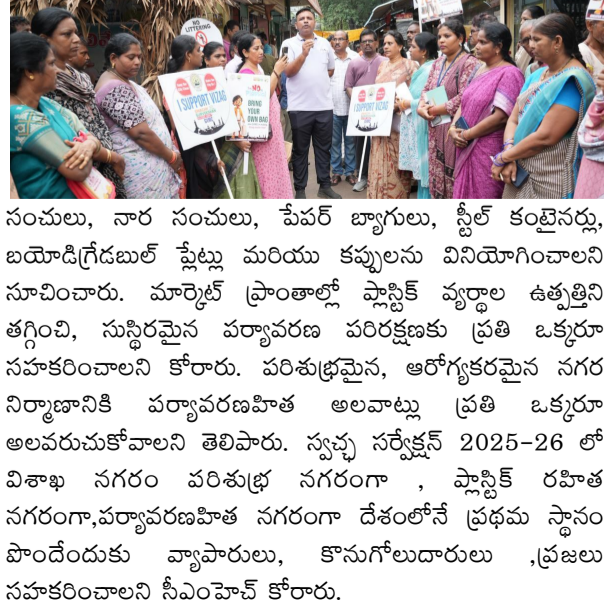 NO LITTERING
I SUPPORT VIZAG
BRING YOUR OWN BAG
I SUPPORT VIZAG
సంచులు, నార సంచులు, పేపర్ బ్యాగులు, స్టీల్ కంటైనర్లు,
బయోడిగ్రేడబుల్ ప్లేట్లు మరియు కప్పులను వినియోగించాలని
సూచించారు. మార్కెట్ ప్రాంతాల్లో ప్లాస్టిక్ వ్యర్థాల ఉత్పత్తిని
తగ్గించి, సుస్థిరమైన పర్యావరణ పరిరక్షణకు ప్రతి ఒక్కరూ
సహకరించాలని కోరారు. పరిశుభ్రమైన, ఆరోగ్యకరమైన నగర
నిర్మాణానికి పర్యావరణహిత అలవాట్లు ప్రతి ఒక్కరూ
అలవరుచుకోవాలని తెలిపారు. స్వచ్ఛ సర్వేక్షన్ 2025-26 లో
విశాఖ నగరం పరిశుభ్ర నగరంగా , ప్లాస్టిక్ రహిత
నగరంగా,పర్యావరణహిత నగరంగా దేశంలోనే ప్రథమ స్థానం
పొందేందుకు వ్యాపారులు, కొనుగోలుదారులు ,ప్రజలు
సహకరించాలని సీఎంహెచ్ కోరారు.